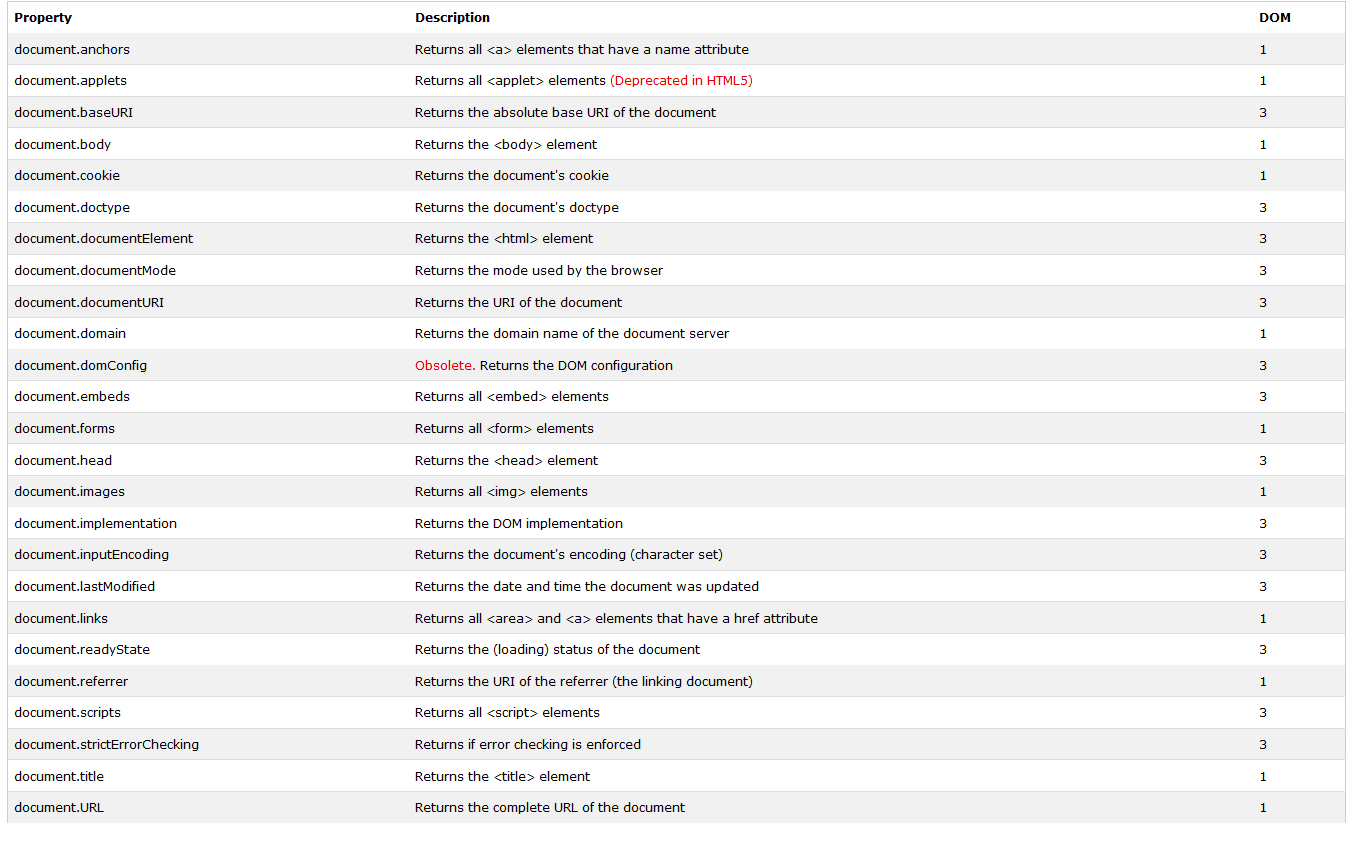 Property Description DOM
document.anchors Returns all <a> elements that have a name attribute 1
document.applets Returns all <applet> elements (Deprecated in HTML5) 1
document.baseURI Returns the absolute base URI of the document 3
document.body Returns the <body> element 1
document.cookie Returns the document's cookie 1
document.doctype Returns the document's doctype 3
document.documentElement Returns the <html> element 3
document.documentMode Returns the mode used by the browser 3
document.documentURI Returns the URI of the document 3
document.domain Returns the domain name of the document server 1
document.domConfig Obsolete. Returns the DOM configuration 3
document.embeds Returns all <embed> elements 3
document.forms Returns all <form> elements 1
document.head Returns the <head> element 3
document.images Returns all <img> elements 1
document.implementation Returns the DOM implementation 3
document.inputEncoding Returns the document's encoding (character set) 3
document.lastModified Returns the date and time the document was updated 3
document.links Returns all <area> and <a> elements that have a href attribute 1
document.readyState Returns the (loading) status of the document 3
document.referrer Returns the URI of the referrer (the linking document) 1
document.scripts Returns all <script> elements 3
document.strictErrorChecking Returns if error checking is enforced 3
document.title Returns the <title> element 1
document.URL Returns the complete URL of the document 1